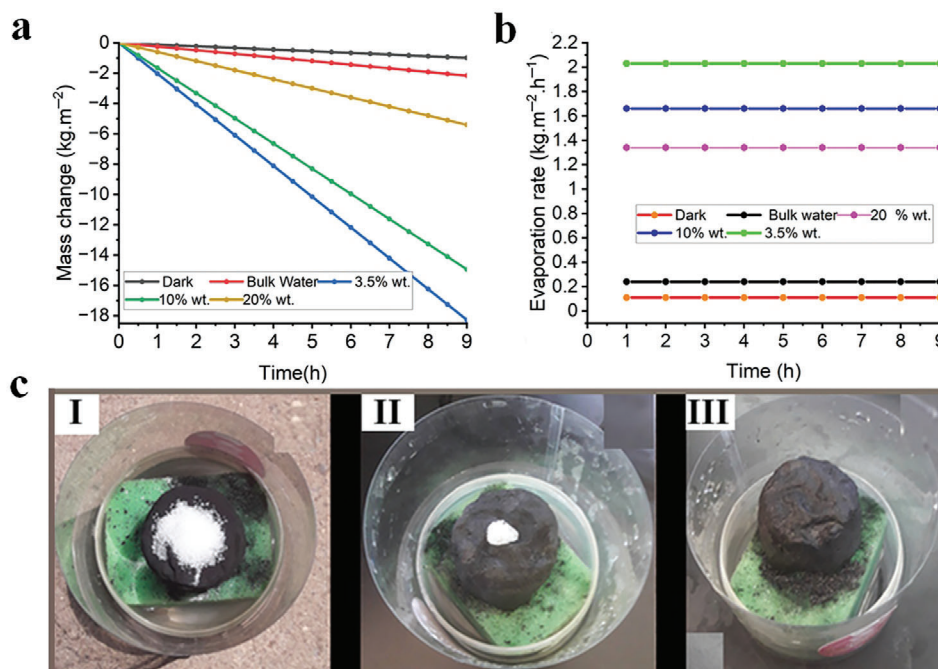 a
Mass change (kg.m⁻²)
0
−2
−4
−6
−8
−10
−12
−14
−16
−18
Dark Bulk Water 3.5% wt.
10% wt. 20% wt.
0 1 2 3 4 5 6 7 8 9
Time(h)
b
Evaporation rate (kg.m⁻².h⁻¹)
2.2
2
1.8
1.6
1.4
1.2
1
0.8
0.6
0.4
0.2
0
Dark Bulk water 20 % wt.
10% wt. 3.5% wt.
0 1 2 3 4 5 6 7 8 9
Time (h)
c
I
II
III